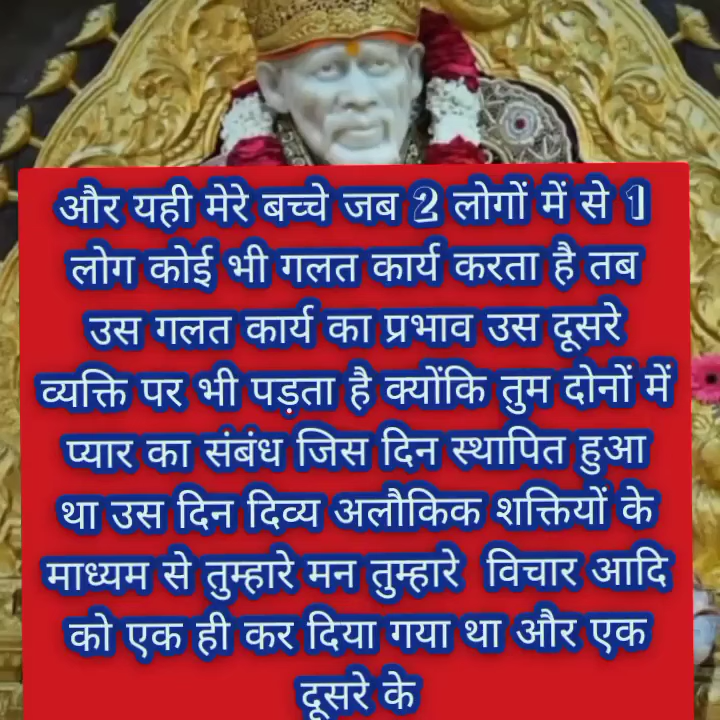 और यही मेरे बच्चे जब 2 लोगों में से 1
लोग कोई भी गलत कार्य करता है तब
उस गलत कार्य का प्रभाव उस दूसरे
व्यक्ति पर भी पड़ता है क्योंकि तुम दोनों में
प्यार का संबंध जिस दिन स्थापित हुआ
था उस दिन दिव्य अलौकिक शक्तियों के
माध्यम से तुम्हारे मन तुम्हारे विचार आदि
को एक ही कर दिया गया था और एक
दूसरे के